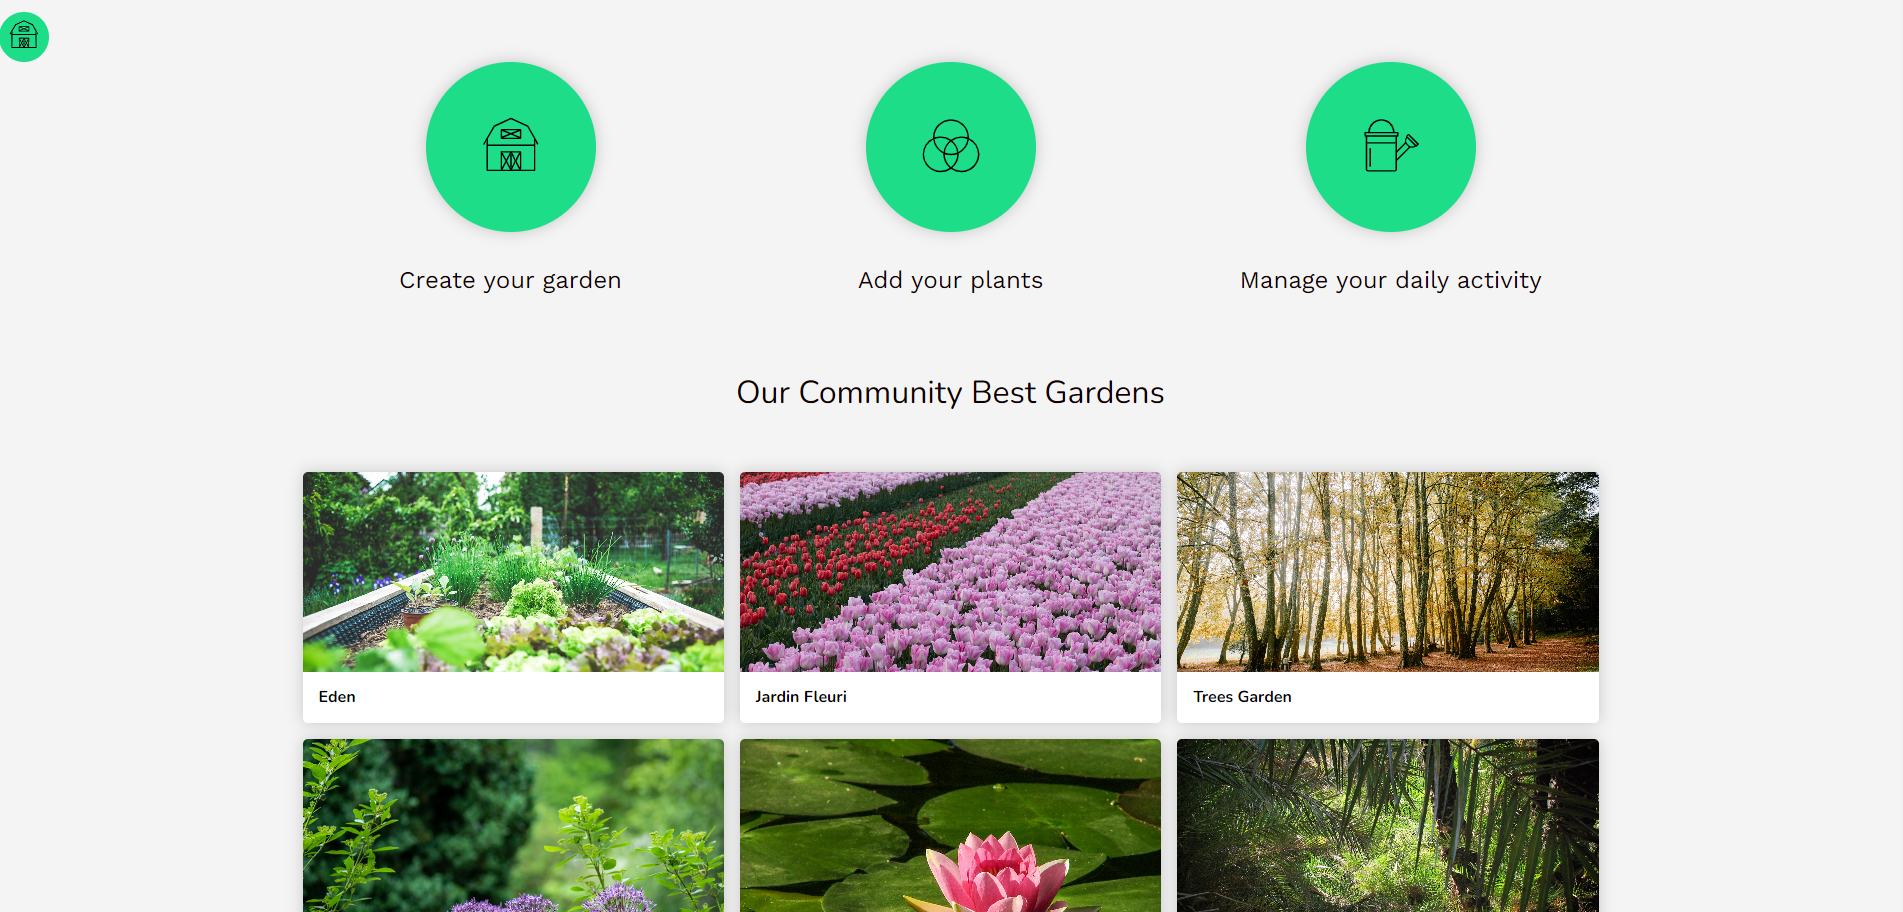 Create your garden
Add your plants
Manage your daily activity
Our Community Best Gardens
Eden
Jardin Fleuri
Trees Garden